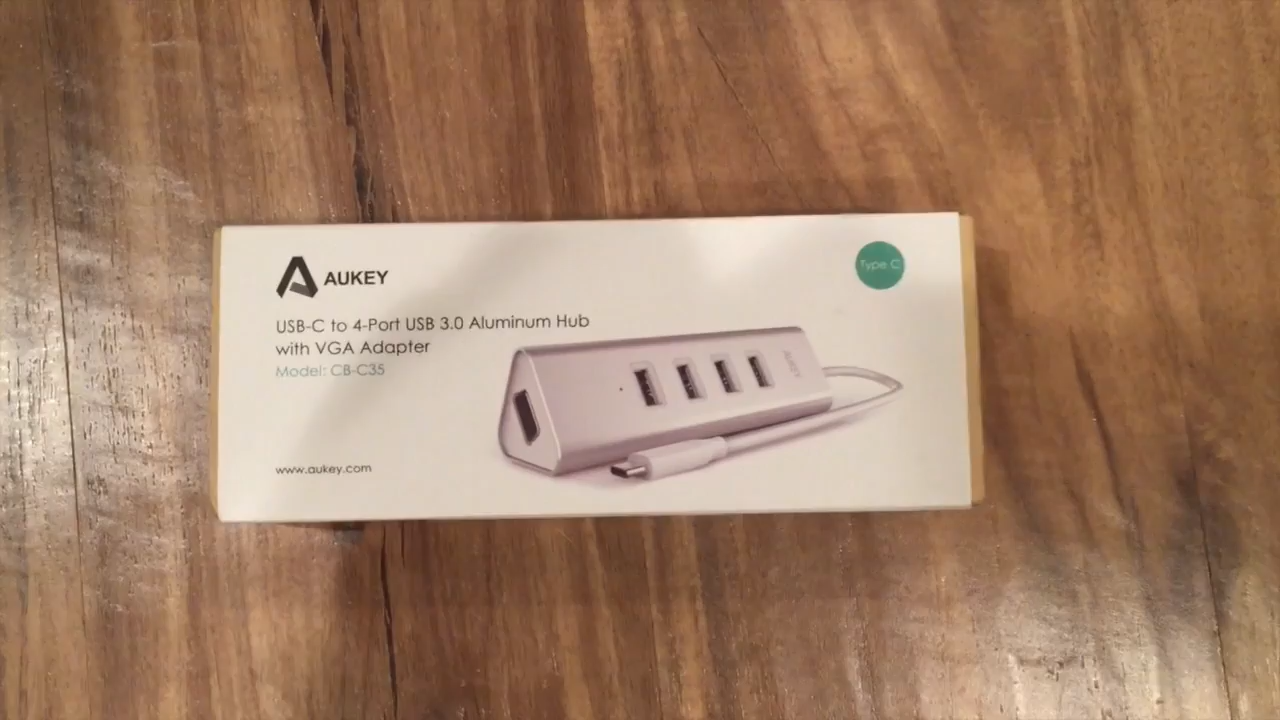 AUKEY
Type C
USB-C to 4-Port USB 3.0 Aluminum Hub
with VGA Adapter
Model: CB-C35
www.aukey.com